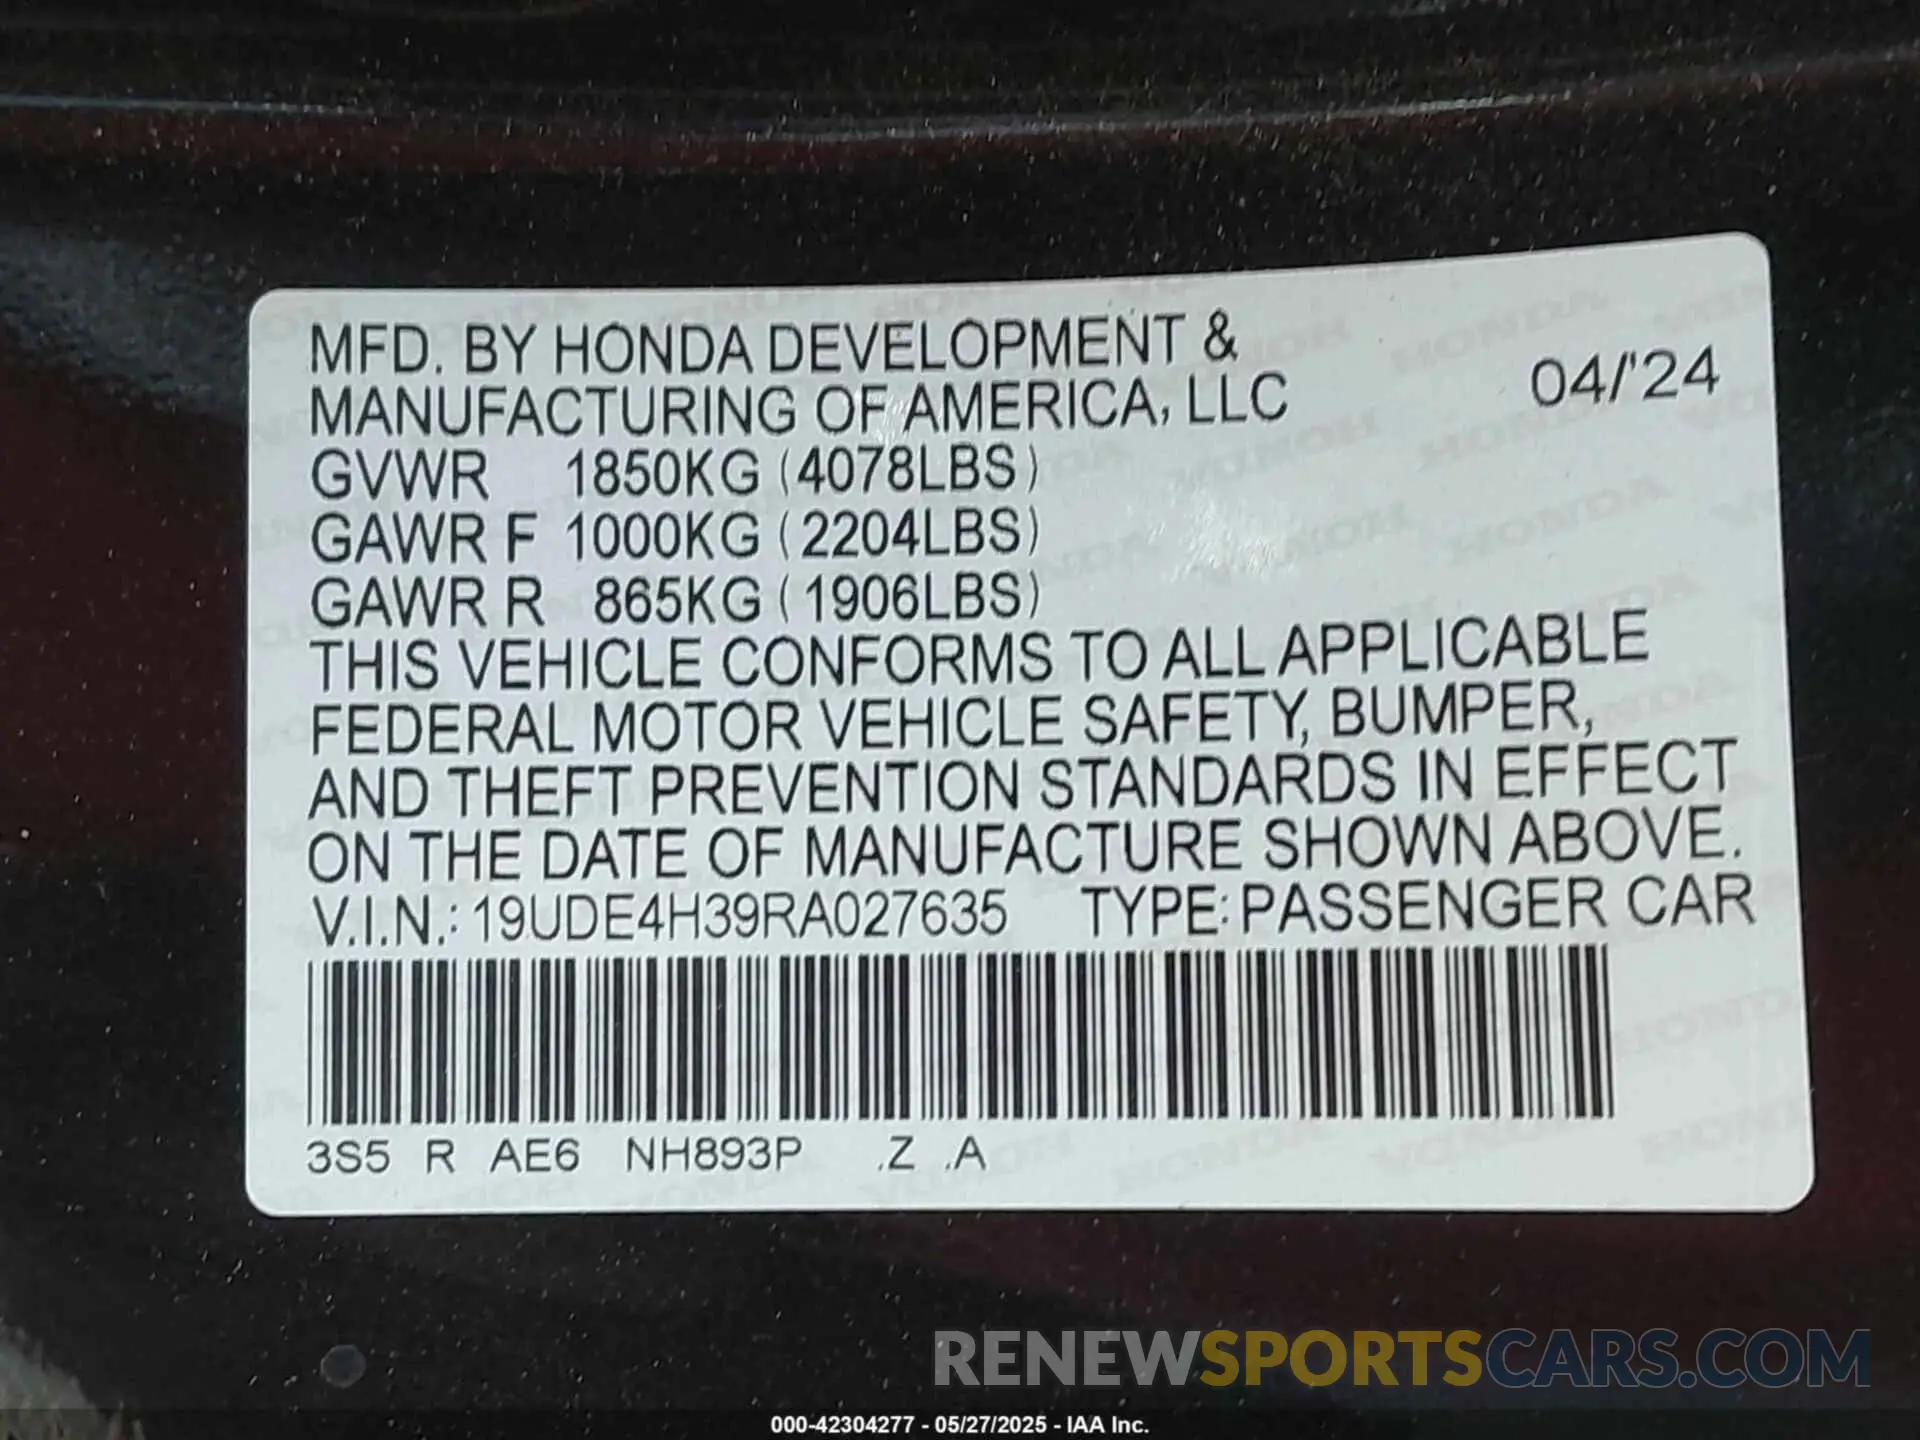 MFD. BY HONDA DEVELOPMENT &
MANUFACTURING OF AMERICA, LLC 04/'24
GVWR 1850KG (4078LBS)
GAWR F 1000KG (2204LBS)
GAWR R 865KG (1906LBS)
THIS VEHICLE CONFORMS TO ALL APPLICABLE
FEDERAL MOTOR VEHICLE SAFETY, BUMPER,
AND THEFT PREVENTION STANDARDS IN EFFECT
ON THE DATE OF MANUFACTURE SHOWN ABOVE.
V.I.N.: 19UDE4H39RA027635 TYPE: PASSENGER CAR
3S5 R AE6 NH893P .Z .A
RENEWSPORTSCARS.COM
000-42304277 - 05/27/2025 - IAA Inc.